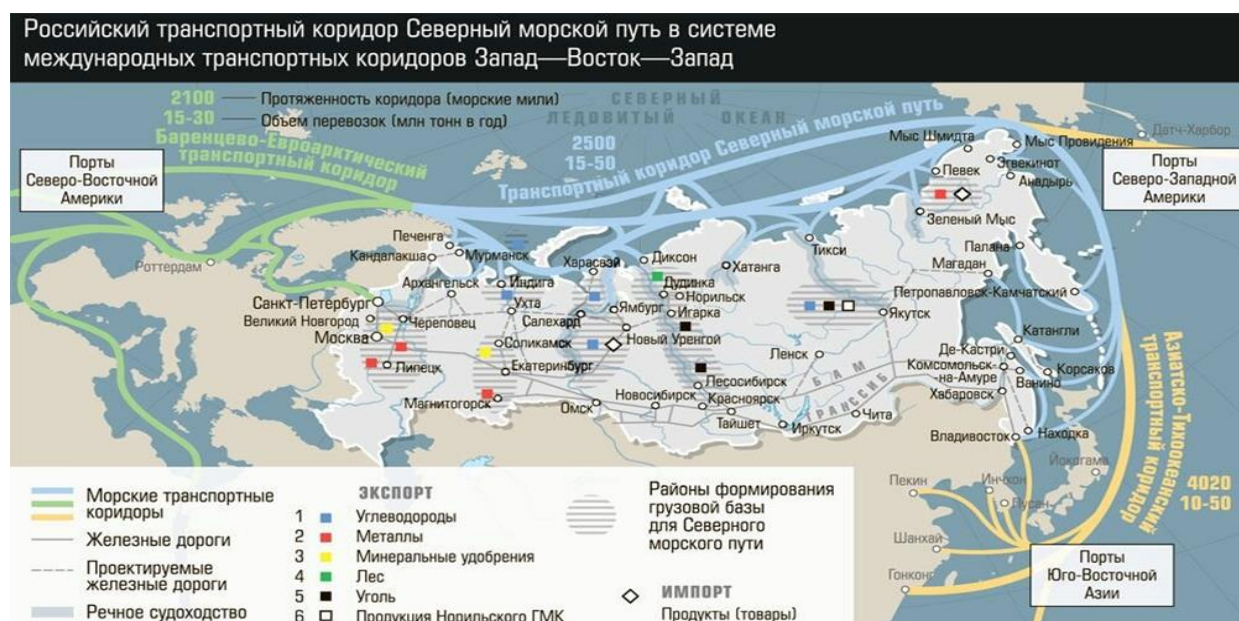 Российский транспортный коридор Северный морской путь в системе
международных транспортных коридоров Запад—Восток—Запад
2100
Протяженность коридора (морские мили)
15-30
Объем перевозок (млн тонн в год)
СЕВЕРНЫЙ
ЛЕДОВИТЫЙ ОКЕАН
Баренцево-Евроарктический
транспортный коридор
2500
15-50
Транспортный коридор Северный морской путь
Порты
Северо-Восточной
Америки
Датч-Харбор
Порты
Северо-Западной
Америки
Мыс Шмидта
Мыс Провидения
Эгвекинот
Певек
Анадырь
Зеленый Мыс
Печенга
Кандалакша
Мурманск
Роттердам
Харасвэй
Диксон
Хатанга
Тикси
Палана
Магадан
Архангельск
Индига
Дудинка
Норильск
Петропавловск-Камчатский
Санкт-Петербург
Ухта
Ямбург
Игарка
Якутск
Великий Новгород
Череповец
Салехард
Москва
Соликамск
Новый Уренгой
Катангли
Липецк
Екатеринбург
Ленск
Де-Кастри
Комсомольск-
на-Амуре
Ванино
Корсаков
Лесосибирск
БАМ
Магнитогорск
Омск
Новосибирск
Красноярск
ТРАНССИБ
Хабаровск
Тайшет
Иркутск
Чита
Владивосток
Находка
Азиатско-Тихоокеанский
транспортный коридор
4020
10-50
Йокогама
Пекин
Инчхон
Пусан
Шанхай
Гонконг
Порты
Юго-Восточной
Азии
Морские транспортные
коридоры
Железные дороги
Проектируемые
железные дороги
Речное судоходство
ЭКСПОРТ
1 Углеводороды
2 Металлы
3 Минеральные удобрения
4 Лес
5 Уголь
6 Продукция Норильского ГМК
Районы формирования
грузовой базы
для Северного
морского пути
ИМПОРТ
Продукты (товары)